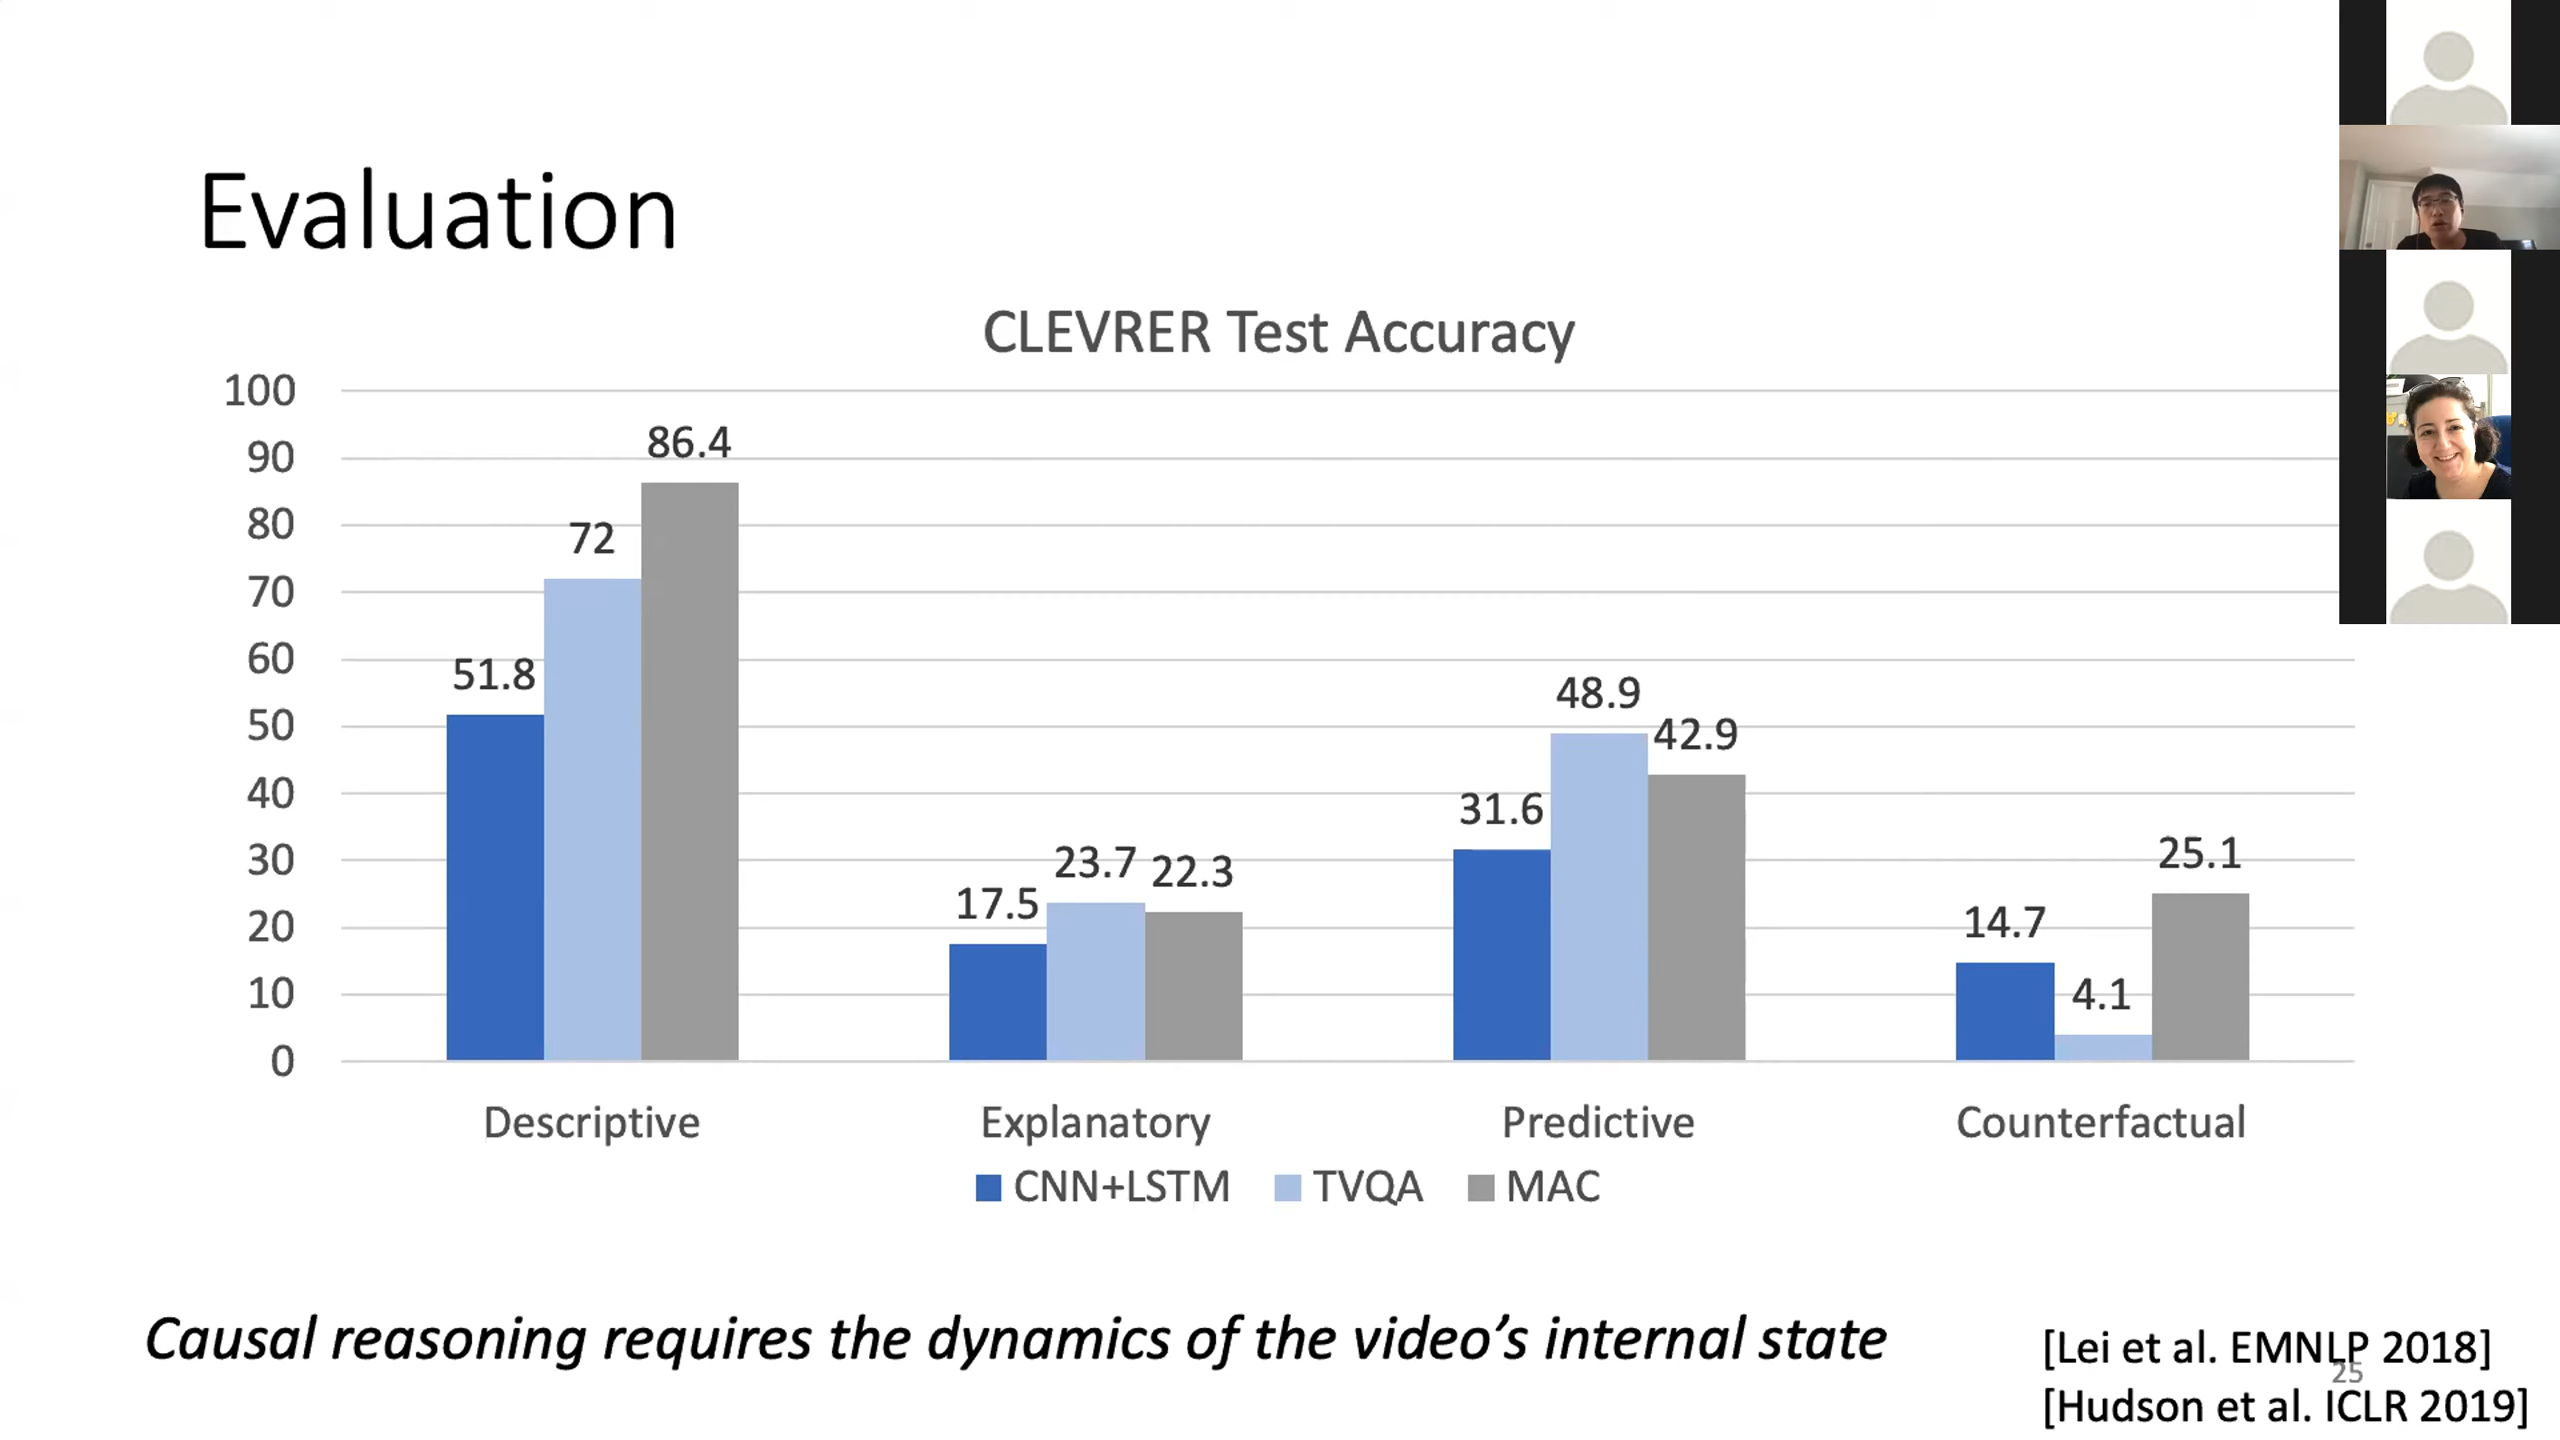 Evaluation
CLEVRER Test Accuracy
100
90
80
70
60
50
40
30
20
10
0
51.8
72
86.4
17.5
23.7
22.3
31.6
48.9
42.9
14.7
4.1
25.1
Descriptive
Explanatory
Predictive
Counterfactual
CNN+LSTM
TVQA
MAC
Causal reasoning requires the dynamics of the video’s internal state
[Lei et al. EMNLP 2018]
25
[Hudson et al. ICLR 2019]